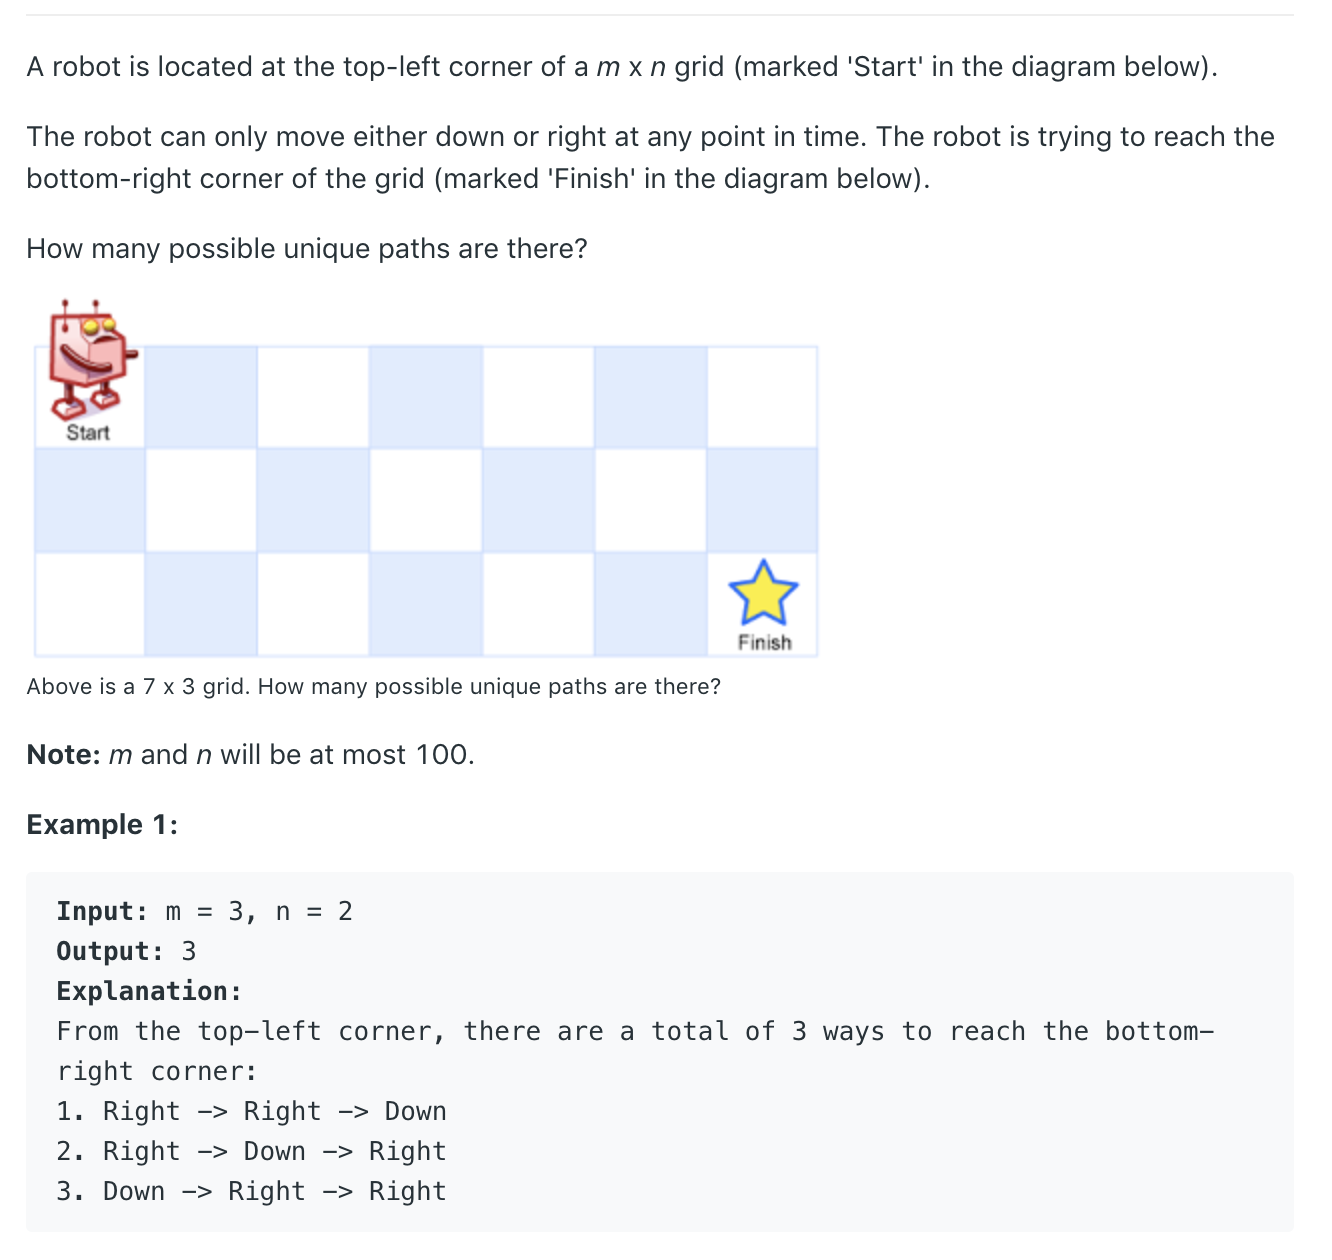 A robot is located at the top-left corner of a m x n grid (marked 'Start' in the diagram below).
The robot can only move either down or right at any point in time. The robot is trying to reach the
bottom-right corner of the grid (marked 'Finish' in the diagram below).
How many possible unique paths are there?
Start
Finish
Above is a 7 x 3 grid. How many possible unique paths are there?
Note: m and n will be at most 100.
Example 1:
Input: m = 3, n = 2
Output: 3
Explanation:
From the top-left corner, there are a total of 3 ways to reach the bottom-
right corner:
1. Right -> Right -> Down
2. Right -> Down -> Right
3. Down -> Right -> Right